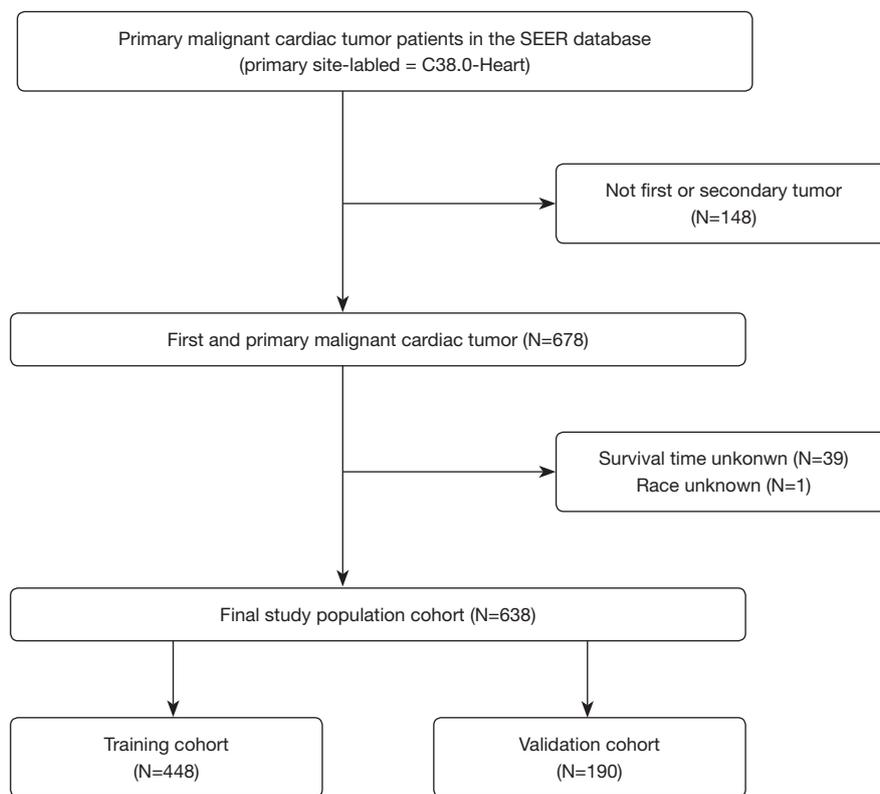 Primary malignant cardiac tumor patients in the SEER database
(primary site-labled = C38.0-Heart)
Not first or secondary tumor
(N=148)
First and primary malignant cardiac tumor (N=678)
Survival time unkonwn (N=39)
Race unknown (N=1)
Final study population cohort (N=638)
Training cohort
(N=448)
Validation cohort
(N=190)